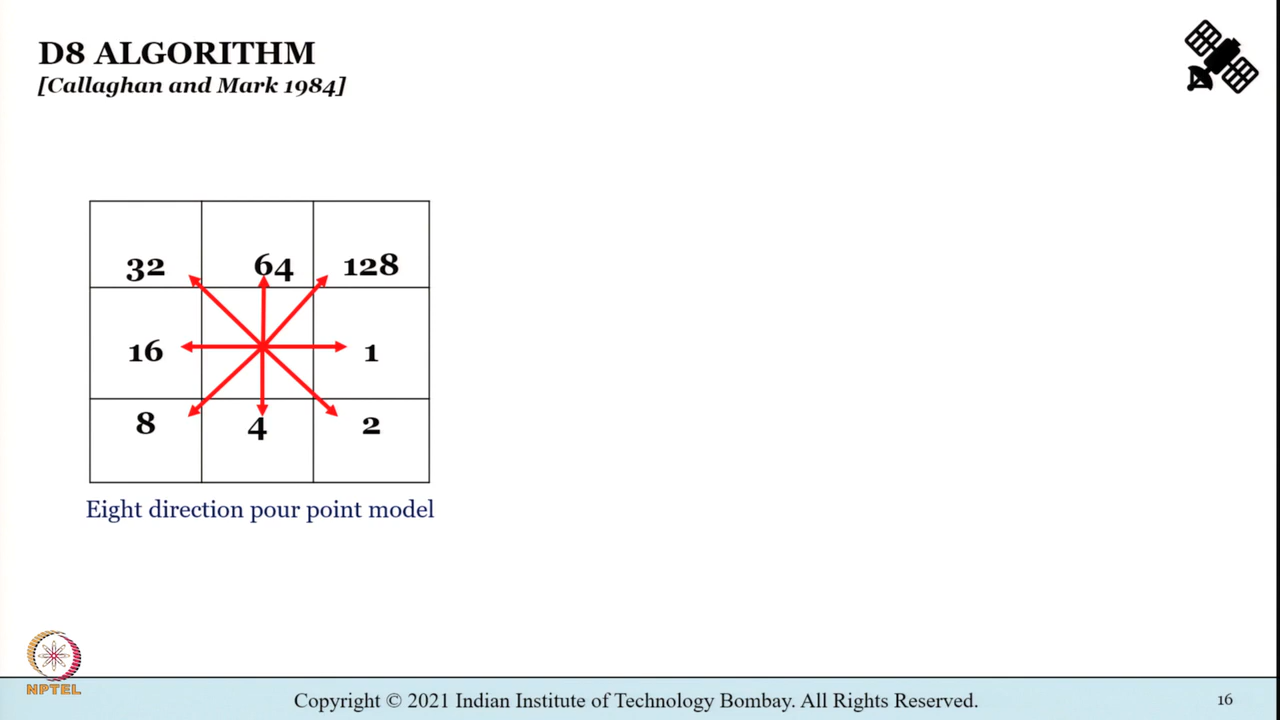 D8 ALGORITHM
[Callaghan and Mark 1984]
32 64 128
16 1
8 4 2
Eight direction pour point model
NPTEL
Copyright © 2021 Indian Institute of Technology Bombay. All Rights Reserved.
16